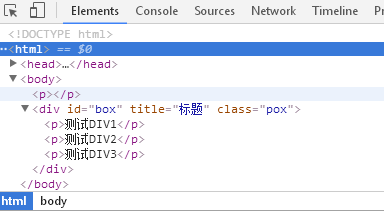 Elements Console Sources Network
<!DOCTYPE html>
<html> == $0
<head>…</head>
<body>
<p></p>
<div id="box" title="标题" class="pox">
<p>测试DIV1</p>
<p>测试DIV2</p>
<p>测试DIV3</p>
</div>
</body>
html body